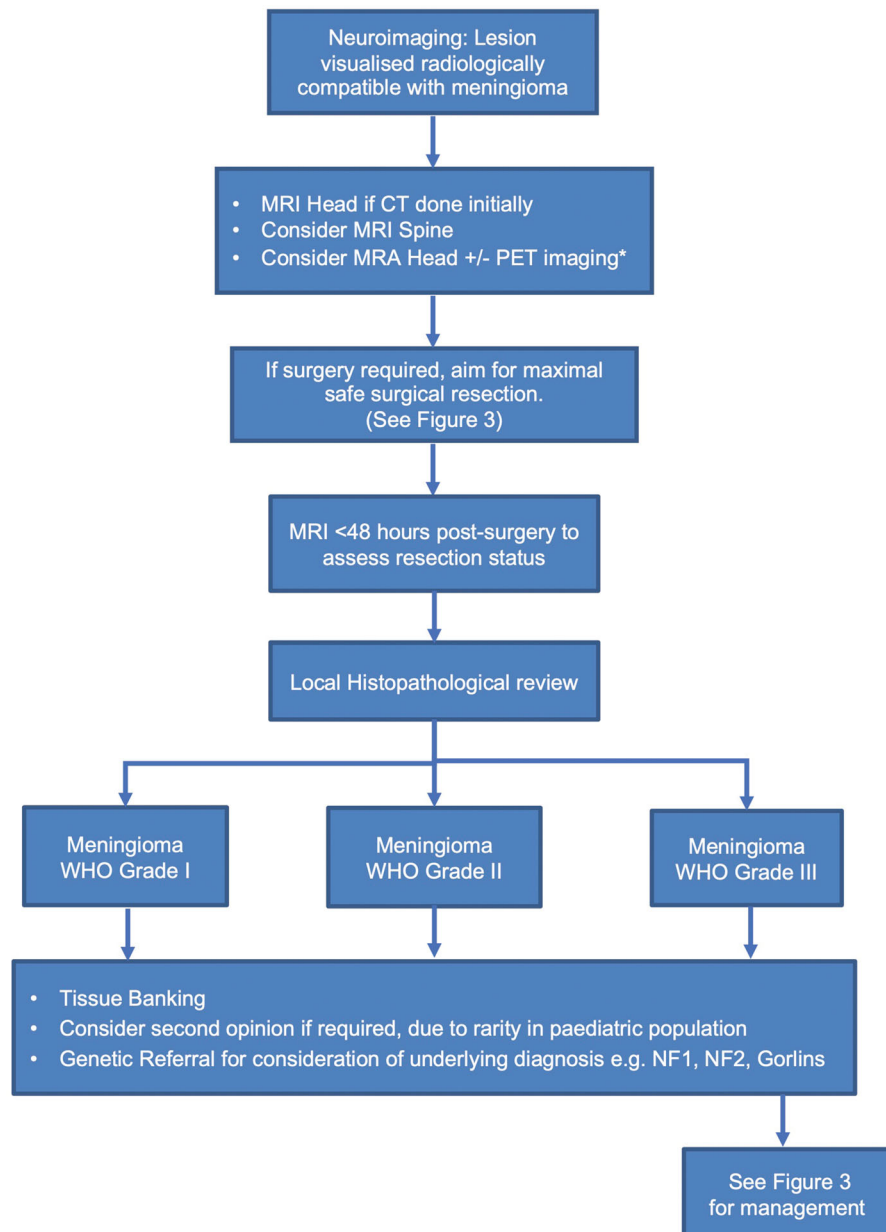 Neuroimaging: Lesion
visualised radiologically
compatible with meningioma
• MRI Head if CT done initially
• Consider MRI Spine
• Consider MRA Head +/- PET imaging*
If surgery required, aim for maximal
safe surgical resection.
(See Figure 3)
MRI <48 hours post-surgery to
assess resection status
Local Histopathological review
Meningioma
WHO Grade I
Meningioma
WHO Grade II
Meningioma
WHO Grade III
• Tissue Banking
• Consider second opinion if required, due to rarity in paediatric population
• Genetic Referral for consideration of underlying diagnosis e.g. NF1, NF2, Gorlins
See Figure 3
for management